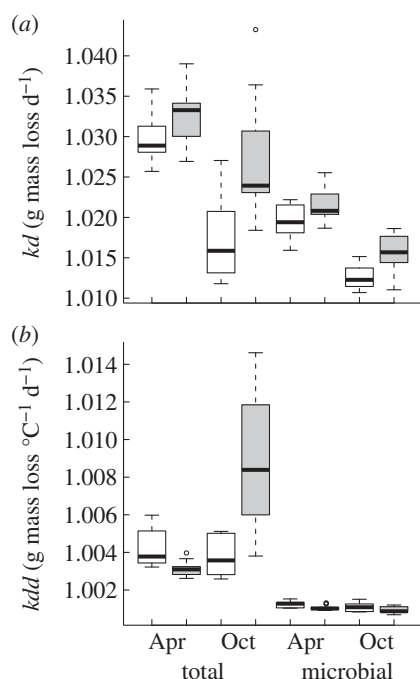 (a)
kd (g mass loss d⁻¹)
1.040
1.035
1.030
1.025
1.020
1.015
1.010
(b)
kdd (g mass loss °C⁻¹ d⁻¹)
1.014
1.012
1.010
1.008
1.006
1.004
1.002
Apr Oct Apr Oct
total microbial